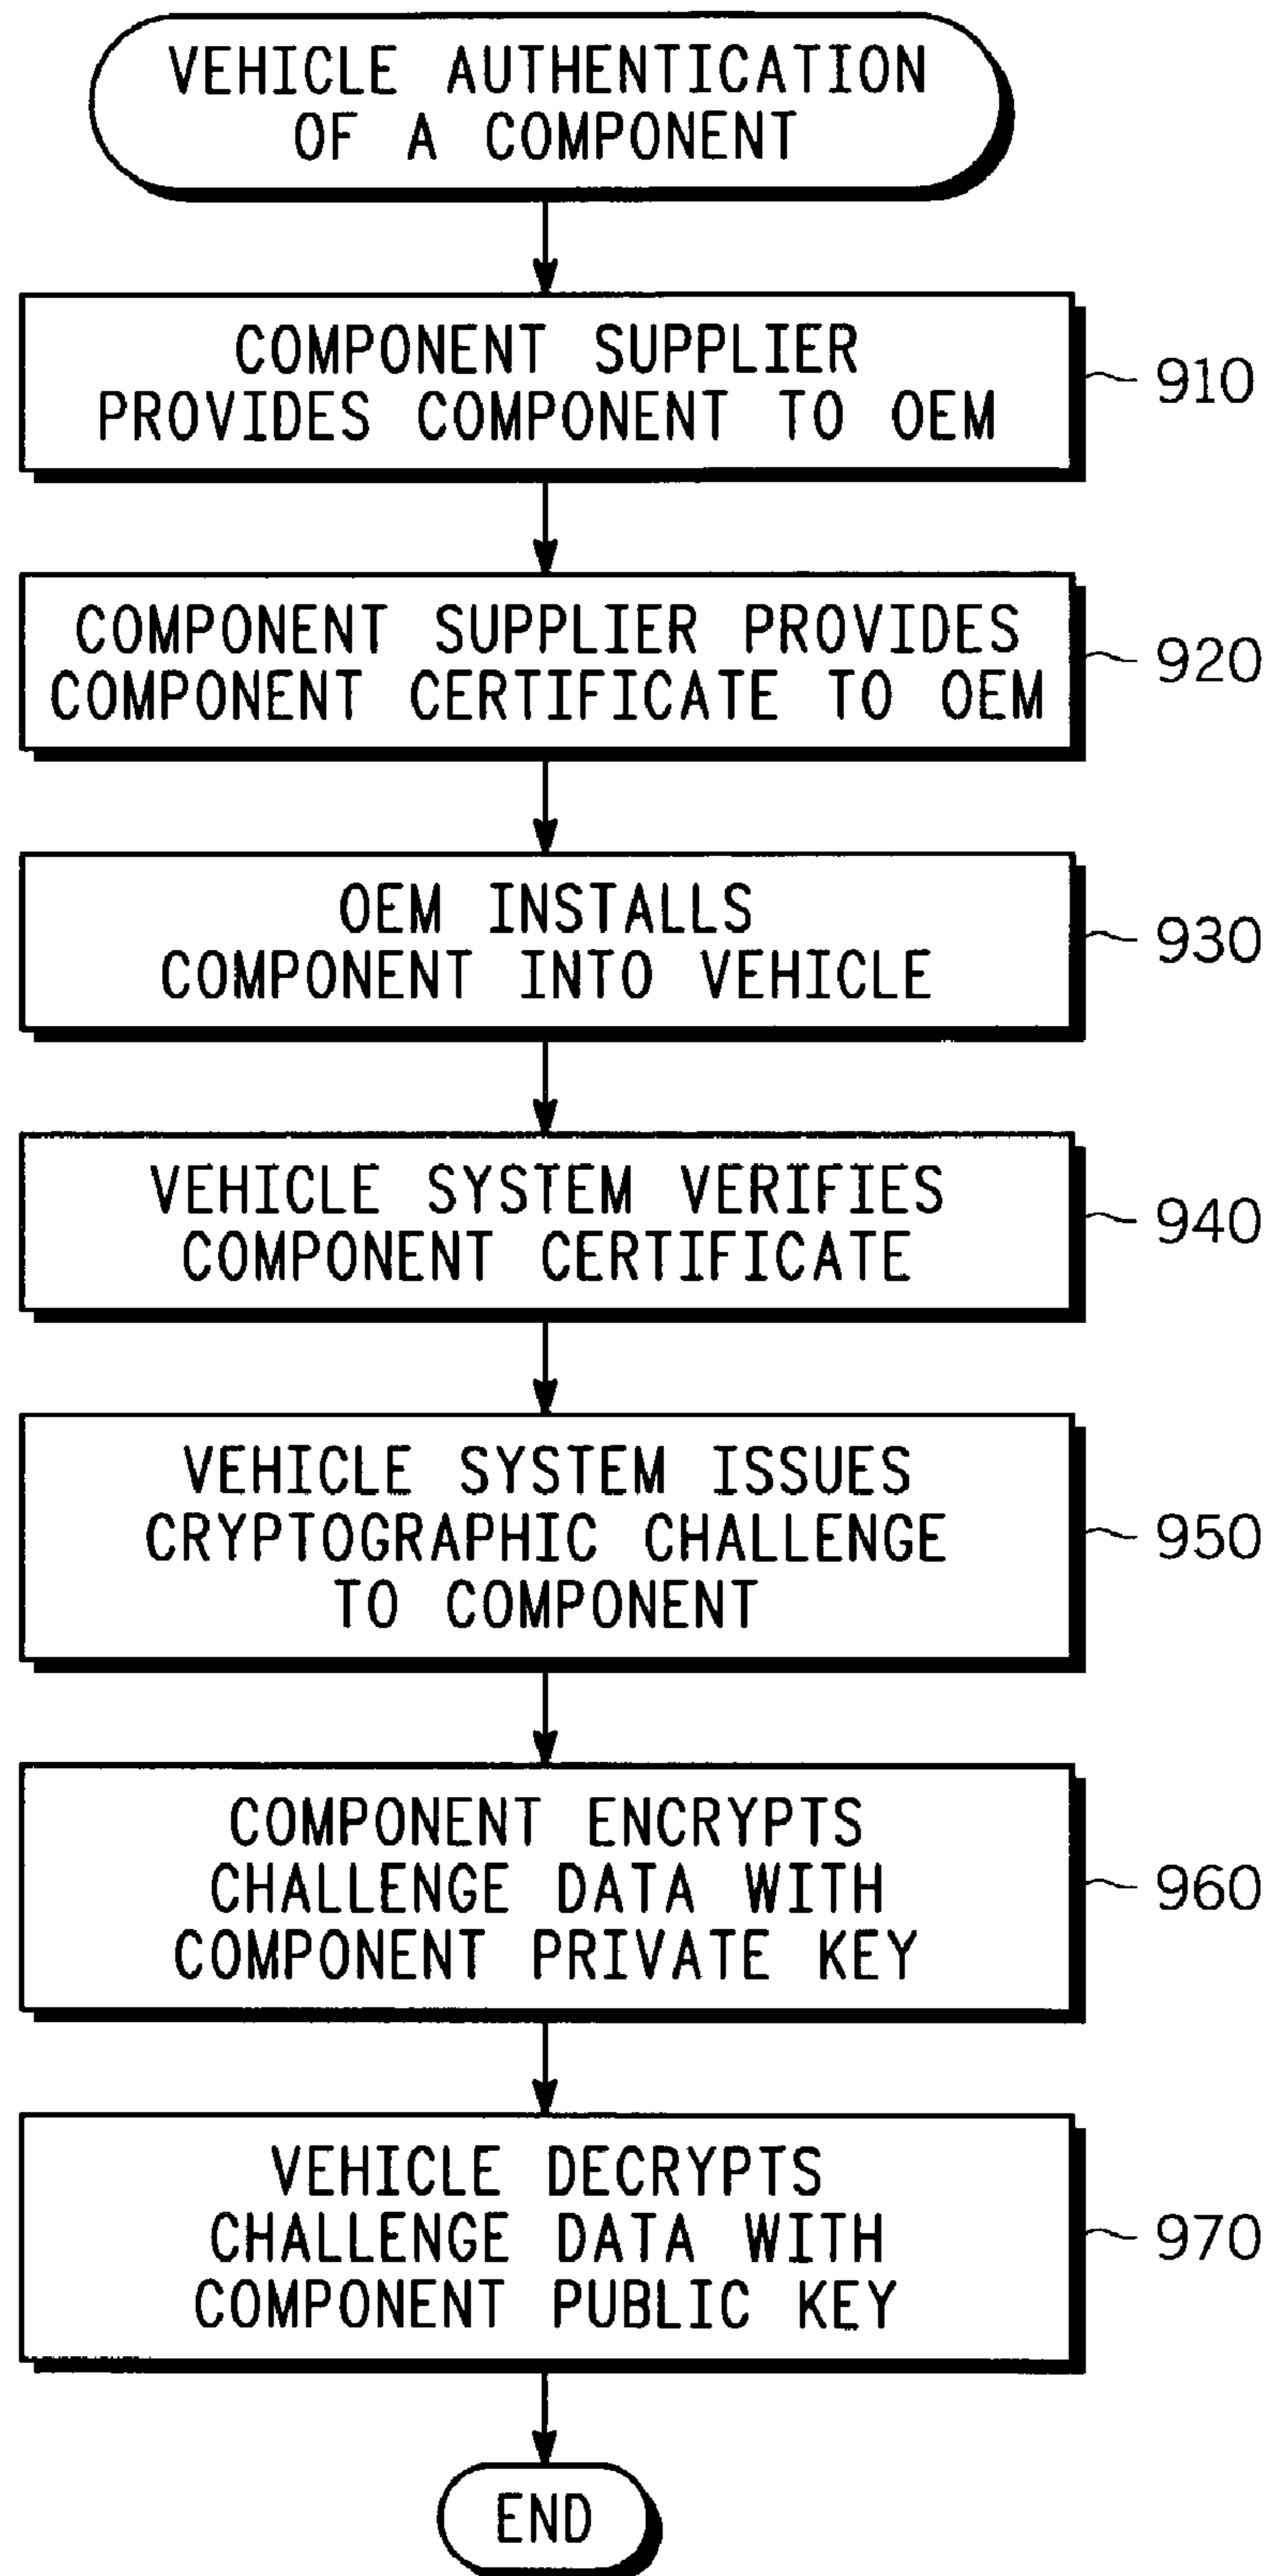 VEHICLE AUTHENTICATION
OF A COMPONENT
COMPONENT SUPPLIER
PROVIDES COMPONENT TO OEM
910
COMPONENT SUPPLIER PROVIDES
COMPONENT CERTIFICATE TO OEM
920
OEM INSTALLS
COMPONENT INTO VEHICLE
930
VEHICLE SYSTEM VERIFIES
COMPONENT CERTIFICATE
940
VEHICLE SYSTEM ISSUES
CRYPTOGRAPHIC CHALLENGE
TO COMPONENT
950
COMPONENT ENCRYPTS
CHALLENGE DATA WITH
COMPONENT PRIVATE KEY
960
VEHICLE DECRYPTS
CHALLENGE DATA WITH
COMPONENT PUBLIC KEY
970
END